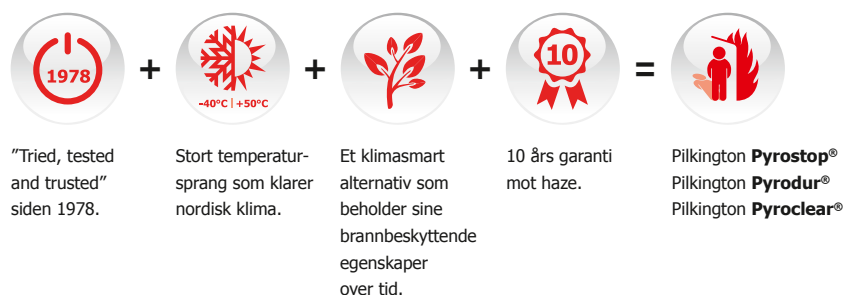 1978
+
-40°C | +50°C
+
+
10
=
”Tried, tested
and trusted”
siden 1978.
Stort temperatur-
sprang som klarer
nordisk klima.
Et klimasmart
alternativ som
beholder sine
brannbeskyttende
egenskaper
over tid.
10 års garanti
mot haze.
Pilkington Pyrostop®
Pilkington Pyrodur®
Pilkington Pyroclear®